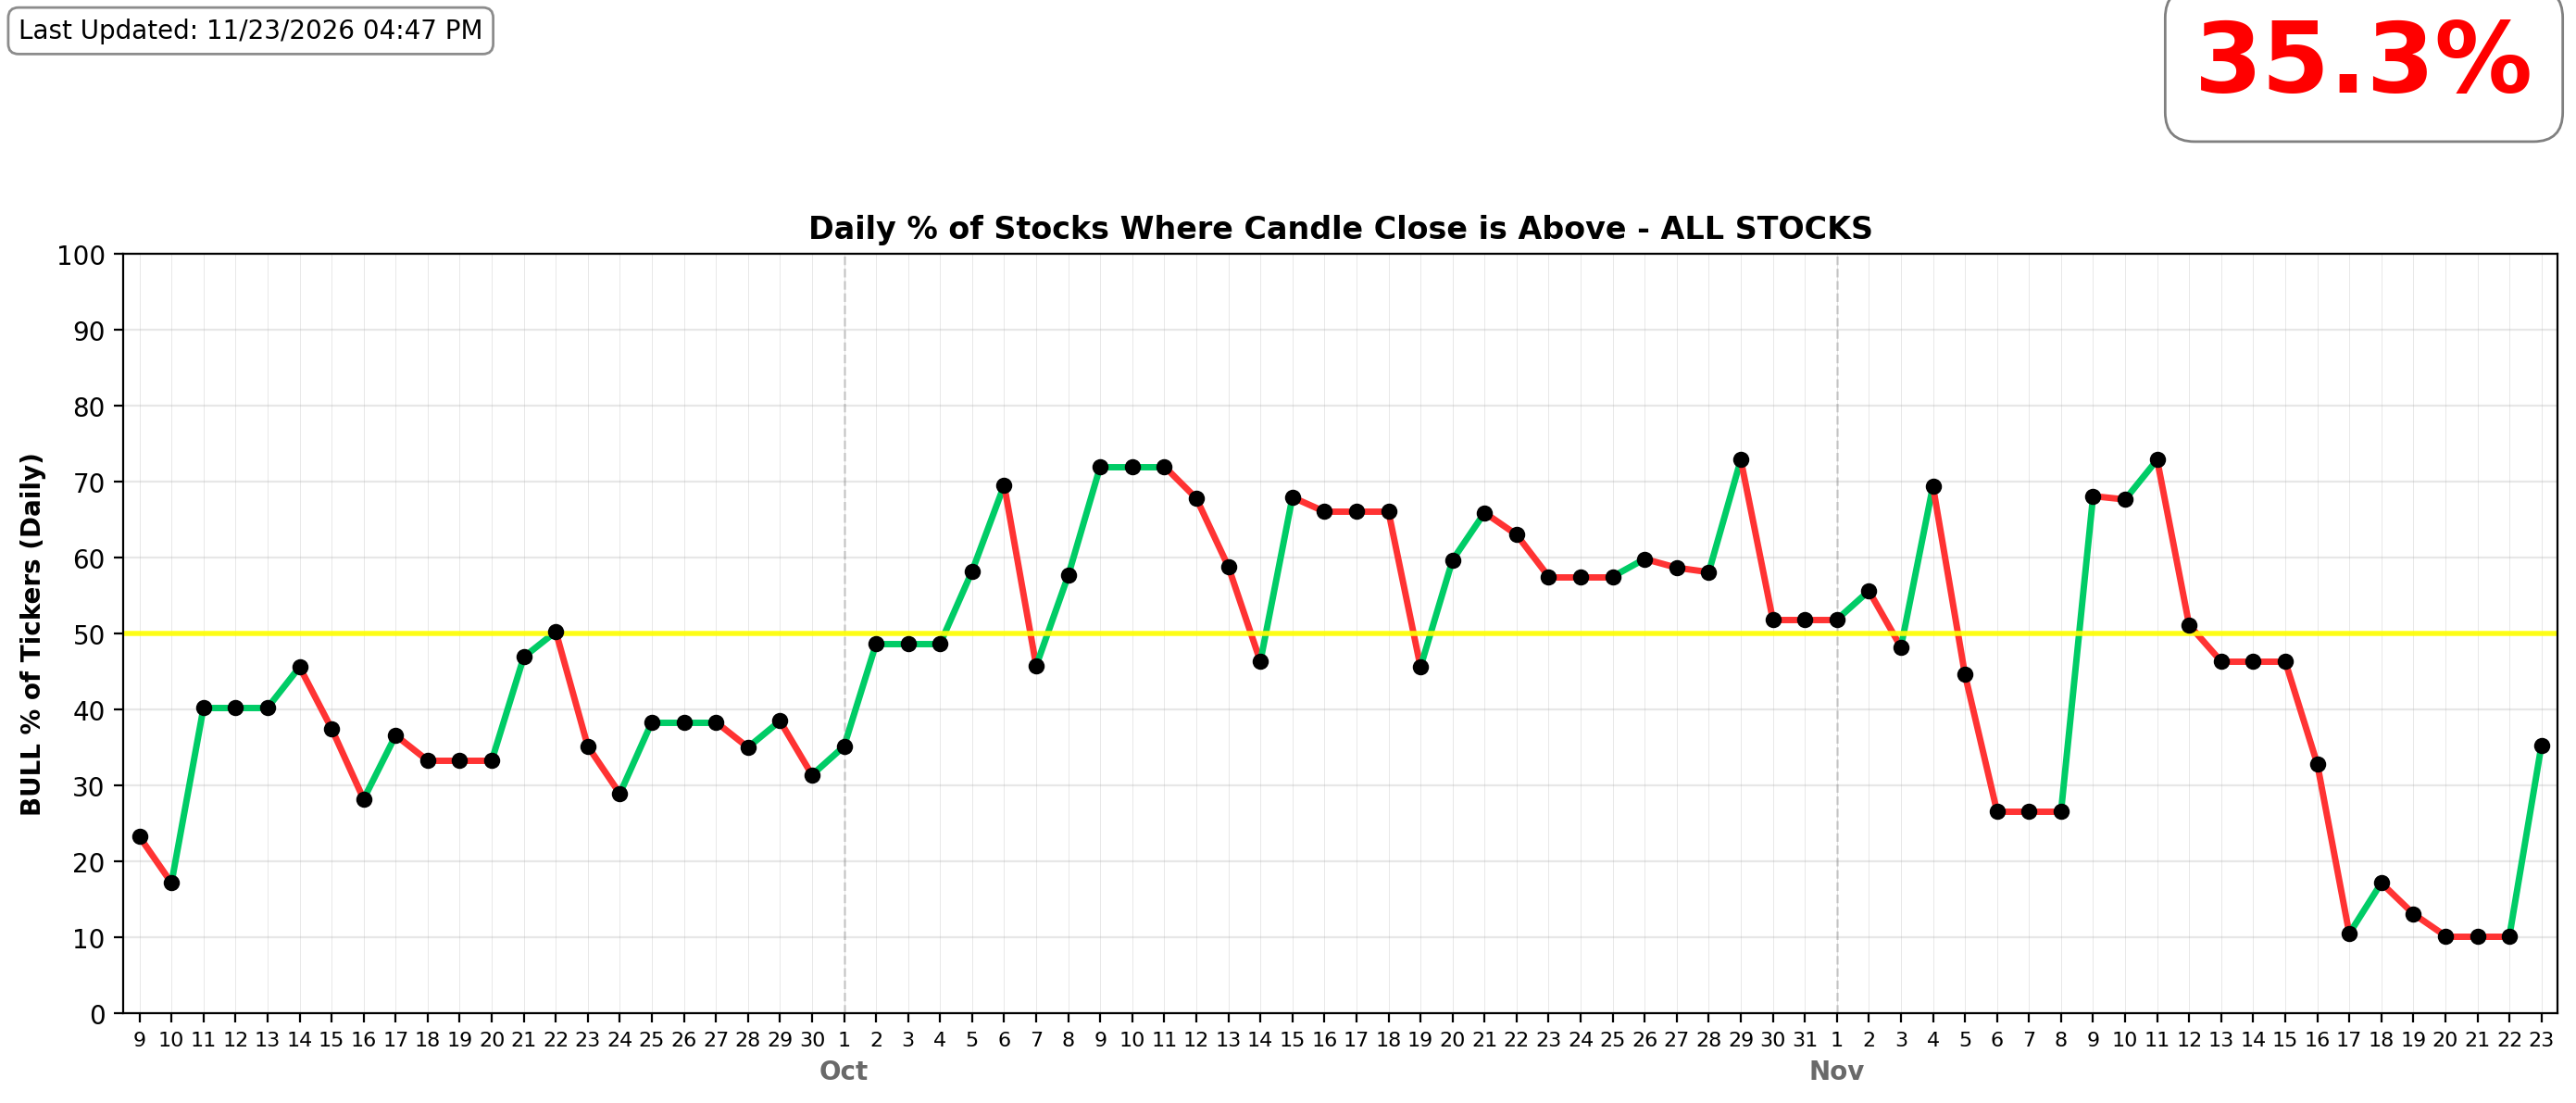 Last Updated: 11/23/2026 04:47 PM
35.3%
Daily % of Stocks Where Candle Close is Above - ALL STOCKS
BULL % of Tickers (Daily)
100
90
80
70
60
50
40
30
20
10
0
9 10 11 12 13 14 15 16 17 18 19 20 21 22 23 24 25 26 27 28 29 30 1 2 3 4 5 6 7 8 9 10 11 12 13 14 15 16 17 18 19 20 21 22 23 24 25 26 27 28 29 30 31 1 2 3 4 5 6 7 8 9 10 11 12 13 14 15 16 17 18 19 20 21 22 23
Oct Nov